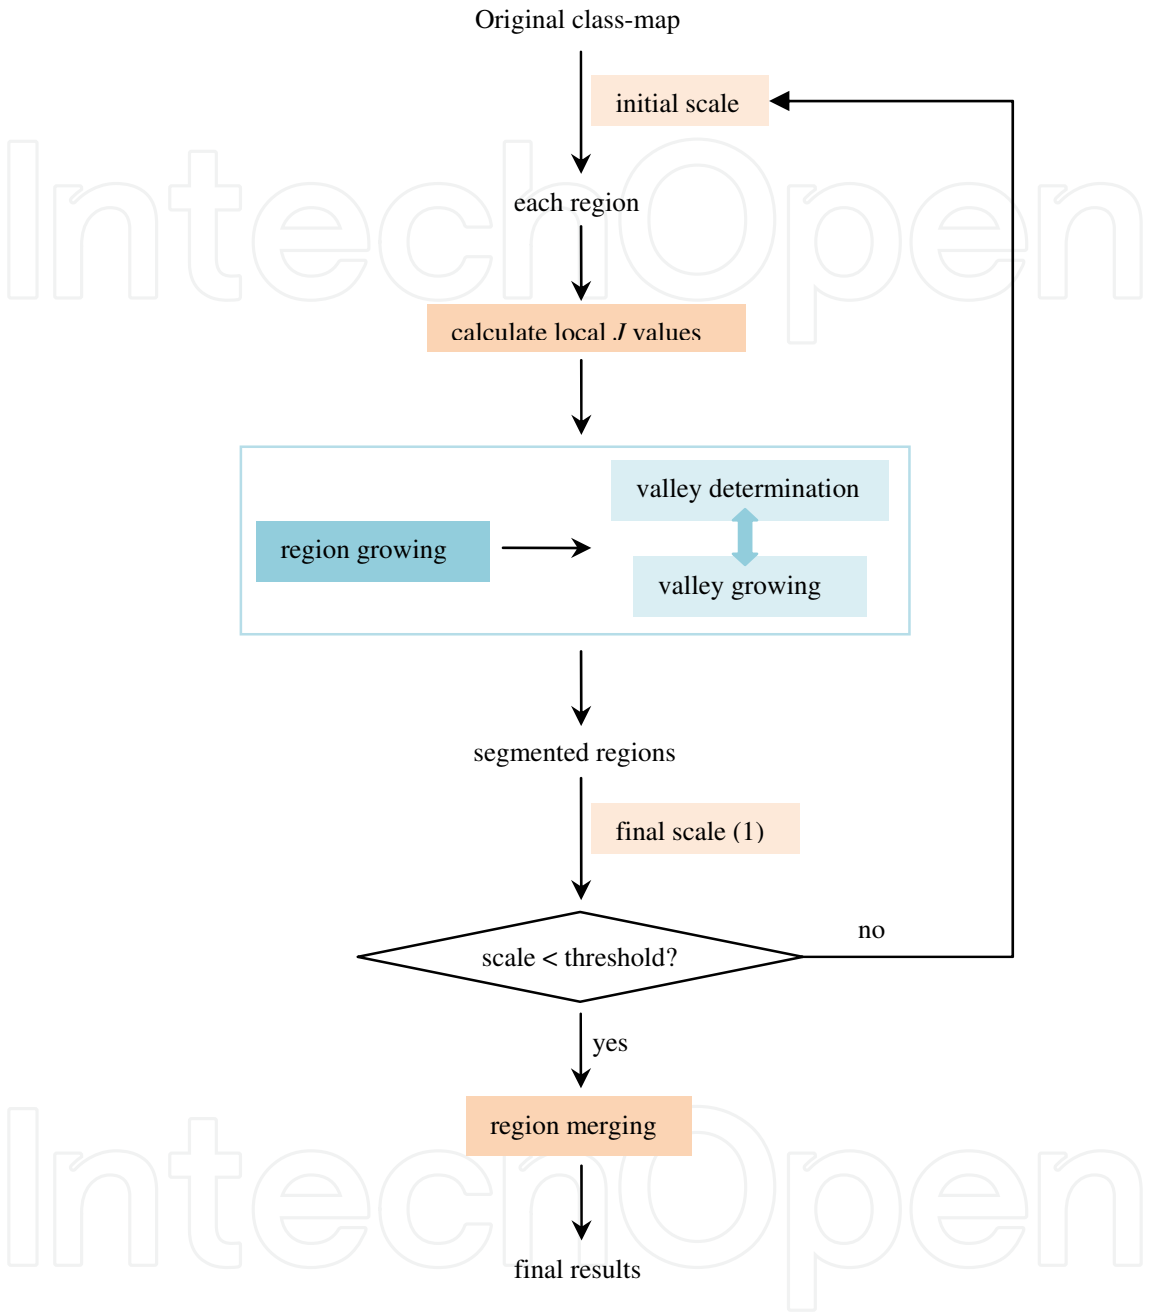 Original class-map
initial scale
each region
calculate local J values
valley determination
region growing
valley growing
segmented regions
final scale (1)
scale < threshold?
no
yes
region merging
final results
IntechOpen
IntechOpen